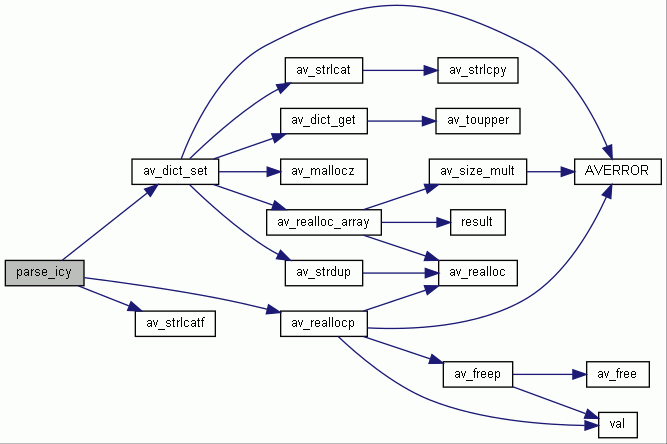 parse_icy
av_dict_set
av_strlcatf
av_strlcat
av_dict_get
av_mallocz
av_realloc_array
av_strdup
av_reallocp
av_strlcpy
av_toupper
av_size_mult
result
av_realloc
av_freep
AVERROR
av_free
val